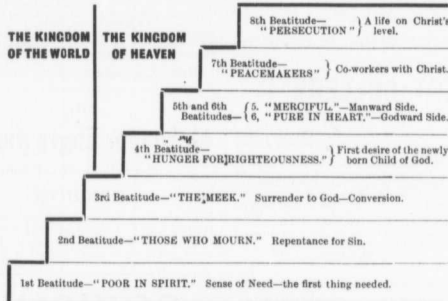 THE KINGDOM
OF THE WORLD
THE KINGDOM
OF HEAVEN
8th Beatitude—
"PERSECUTION" } A life on Christ's
level.
7th Beatitude—
"PEACEMAKERS" } Co-workers with Christ.
5th and 6th { 5. "MERCIFUL."—Manward Side.
Beatitudes— { 6, "PURE IN HEART."—Godward Side.
4th Beatitude—
"HUNGER FOR RIGHTEOUSNESS." } First desire of the newly
born Child of God.
3rd Beatitude—"THE MEEK." Surrender to God—Conversion.
2nd Beatitude—"THOSE WHO MOURN." Repentance for Sin.
1st Beatitude—"POOR IN SPIRIT." Sense of Need—the first thing needed.